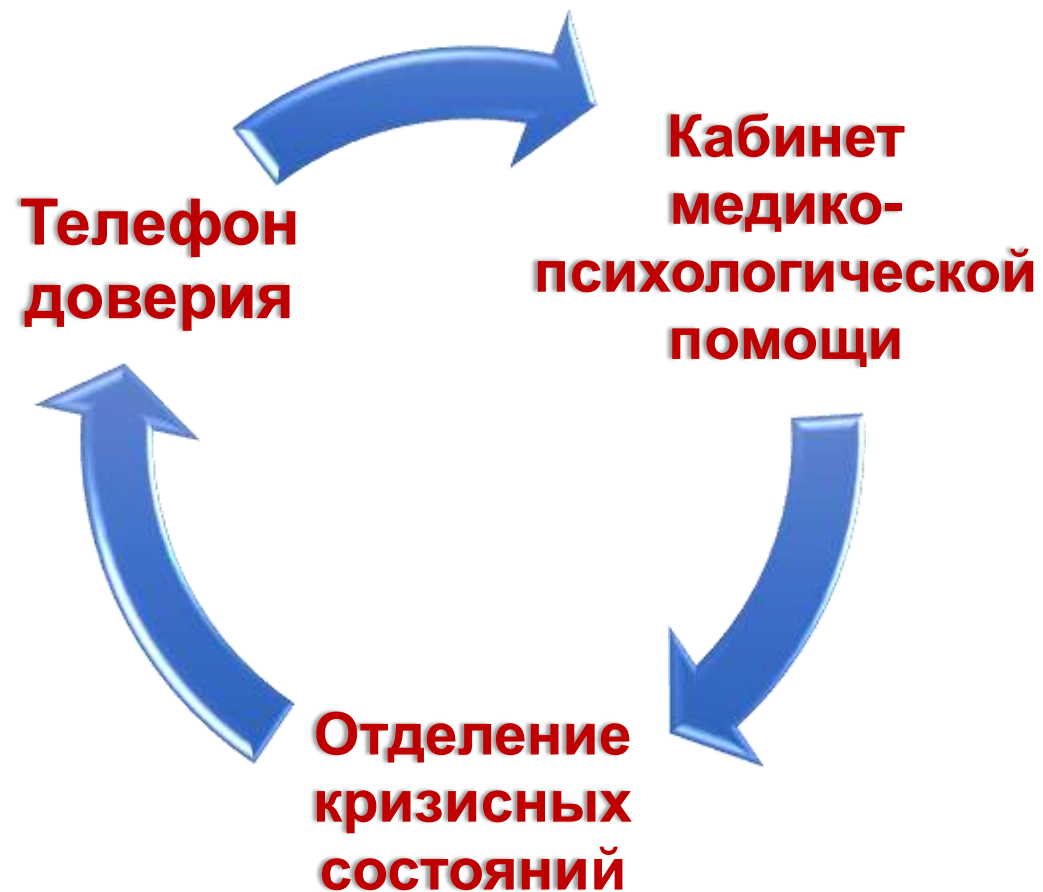 Телефон
доверия
Кабинет
медико-
психологической
помощи
Отделение
кризисных
состояний